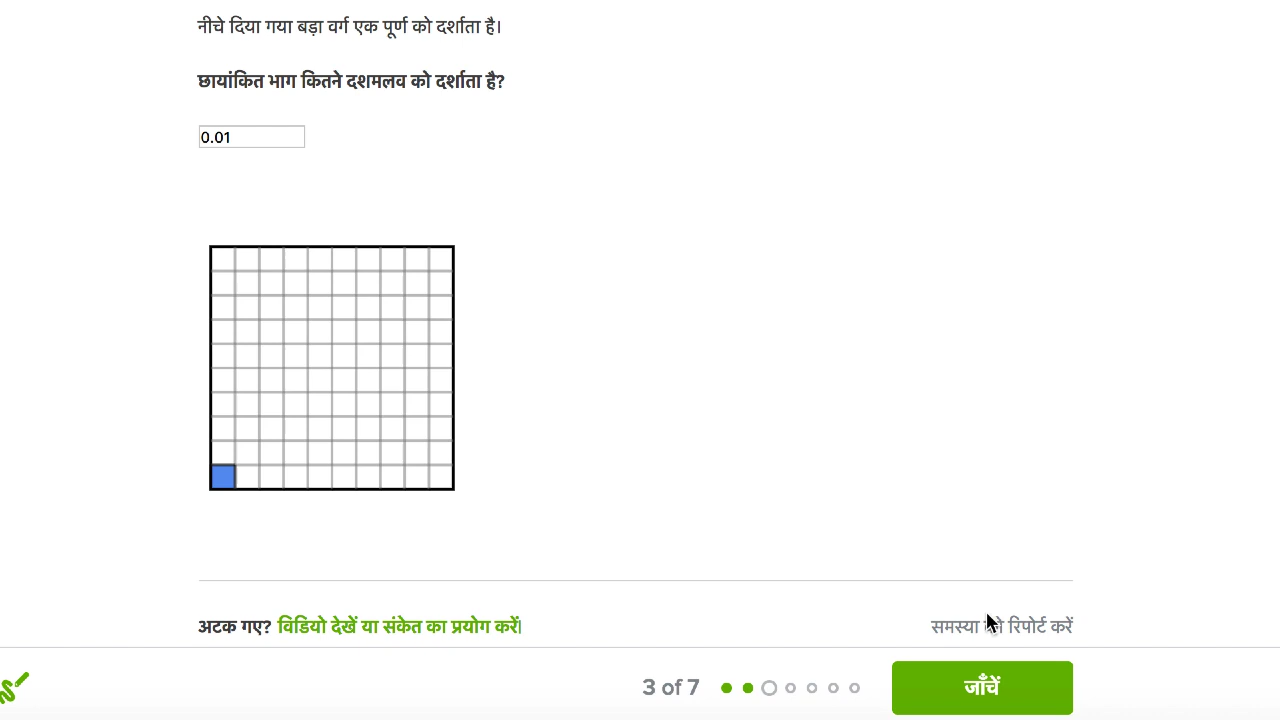 नीचे दिया गया बड़ा वर्ग एक पूर्ण को दर्शाता है।
छायांकित भाग कितने दशमलव को दर्शाता है?
0.01
अटक गए? विडियो देखें या संकेत का प्रयोग करें।
समस्या को रिपोर्ट करें
3 of 7
जाँचें